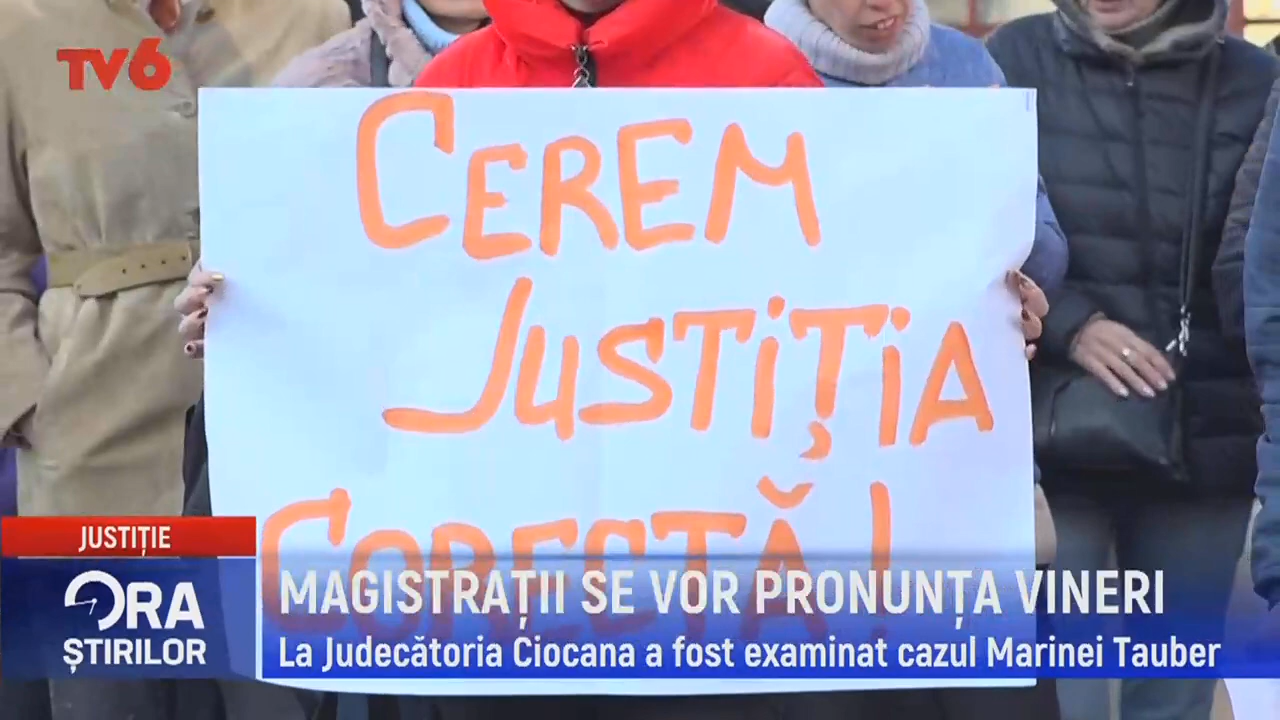 TV6
CEREM
JUSTIȚIA
CORECTĂ!
JUSTIȚIE
ORA
ȘTIRILOR
MAGISTRAȚII SE VOR PRONUNȚA VINERI
La Judecătoria Ciocana a fost examinat cazul Marinei Tauber